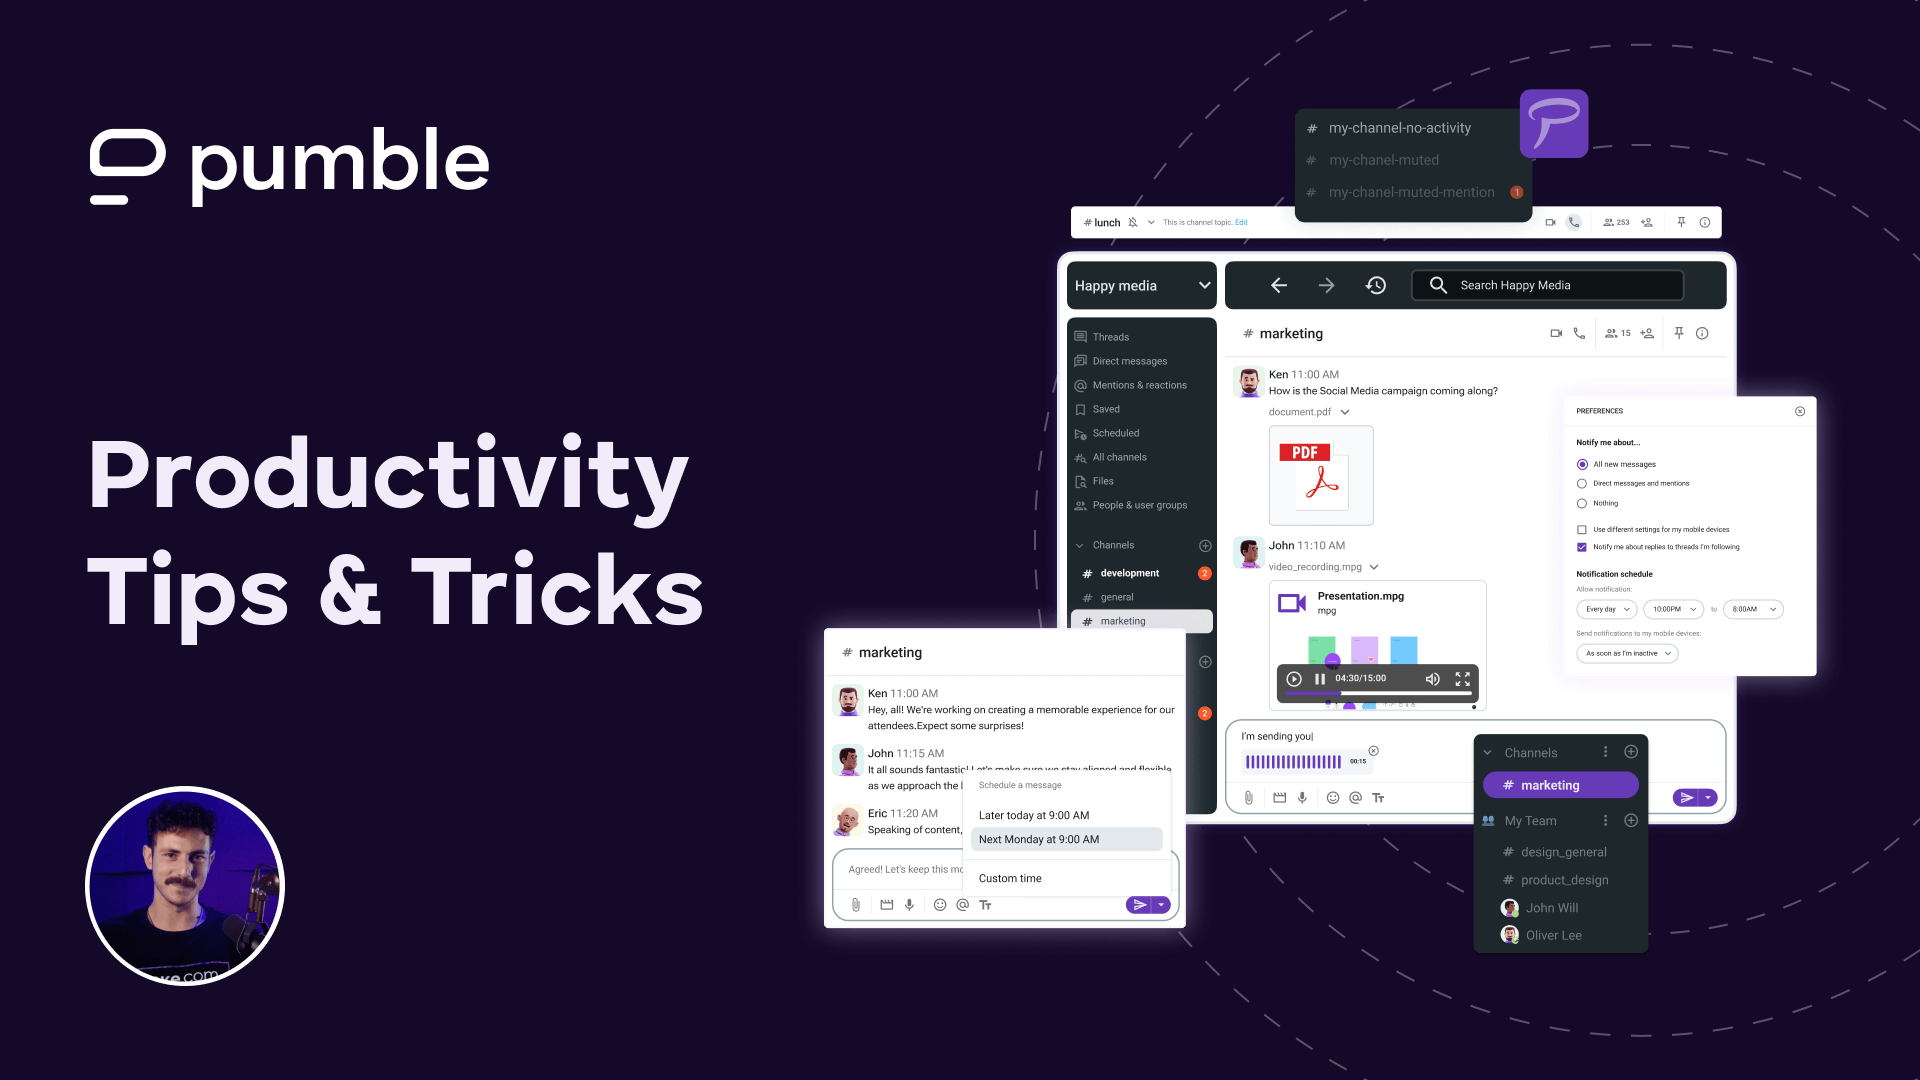 pumble
Productivity
Tips & Tricks
# my-channel-no-activity
# my-chanel-muted
# my-chanel-muted-mention 1
# lunch This is channel topic. Edit 253
Happy media
Search Happy Media
Threads
Direct messages
Mentions & reactions
Saved
Scheduled
All channels
Files
People & user groups
Channels
# development 2
# general
# marketing
2
# marketing 15
Ken 11:00 AM
How is the Social Media campaign coming along?
document.pdf
PDF
John 11:10 AM
video_recording.mpg
Presentation.mpg
mpg
04:30/15:00
I'm sending you
00:15
PREFERENCES
Notify me about...
All new messages
Direct messages and mentions
Nothing
Use different settings for my mobile devices
Notify me about replies to threads I'm following
Notification schedule
Allow notification:
Every day 10:00PM to 8:00AM
Send notifications to my mobile devices:
As soon as I'm inactive
# marketing
Ken 11:00 AM
Hey, all! We're working on creating a memorable experience for our
attendees.Expect some surprises!
John 11:15 AM
It all sounds fantastic! Let's make sure we stay aligned and flexible
as we approach the
Eric 11:20 AM
Speaking of content,
Agreed! Let's keep this
Schedule a message
Later today at 9:00 AM
Next Monday at 9:00 AM
Custom time
Channels
# marketing
My Team
# design_general
# product_design
John Will
Oliver Lee
.com